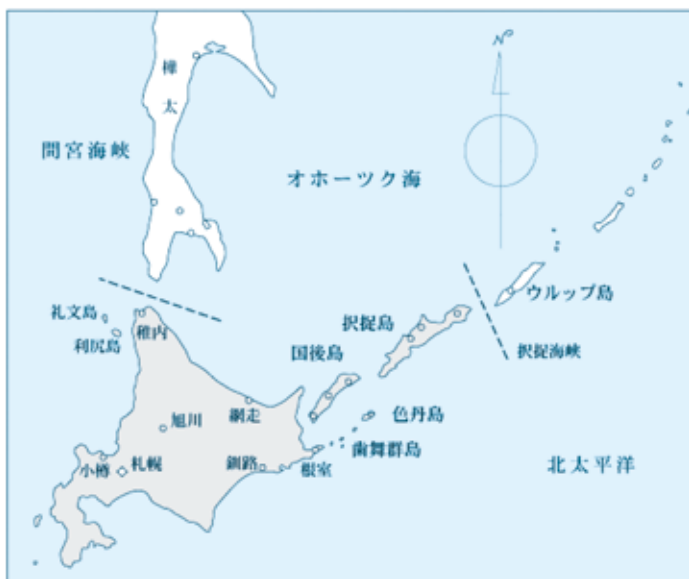 N
樺太
間宮海峡
オホーツク海
ウルップ島
礼文島
択捉島
稚内
利尻島
国後島
択捉海峡
網走
色丹島
旭川
歯舞群島
小樽
札幌
釧路
根室
北太平洋